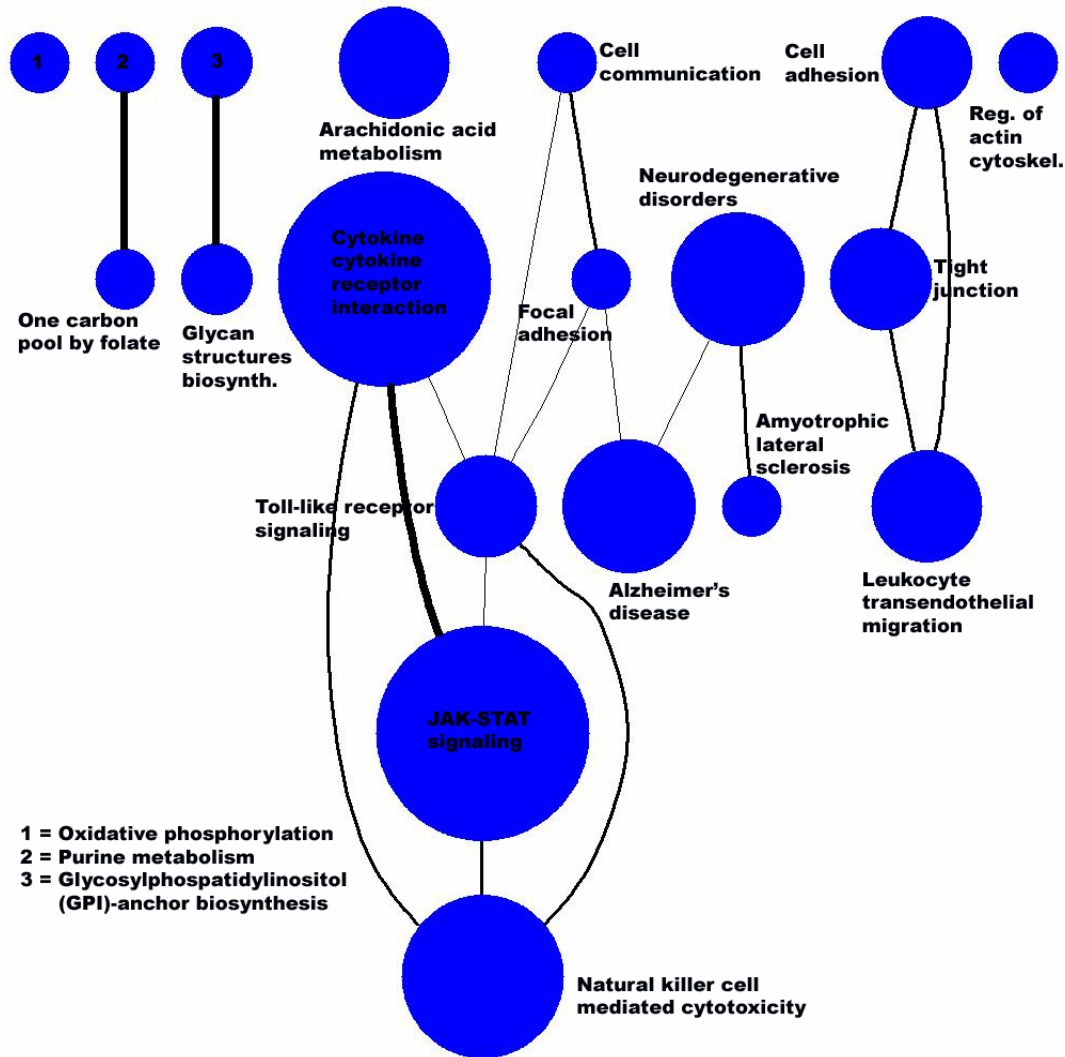 1
2
3
Arachidonic acid
metabolism
Cell
communication
Cell
adhesion
Reg. of
actin
cytoskel.
Neurodegenerative
disorders
Cytokine
cytokine
receptor
interaction
One carbon
pool by folate
Glycan
structures
biosynth.
Focal
adhesion
Tight
junction
Amyotrophic
lateral
sclerosis
Toll-like receptor
signaling
Alzheimer's
disease
Leukocyte
transendothelial
migration
JAK-STAT
signaling
1 = Oxidative phosphorylation
2 = Purine metabolism
3 = Glycosylphospatidylinositol
(GPI)-anchor biosynthesis
Natural killer cell
mediated cytotoxicity